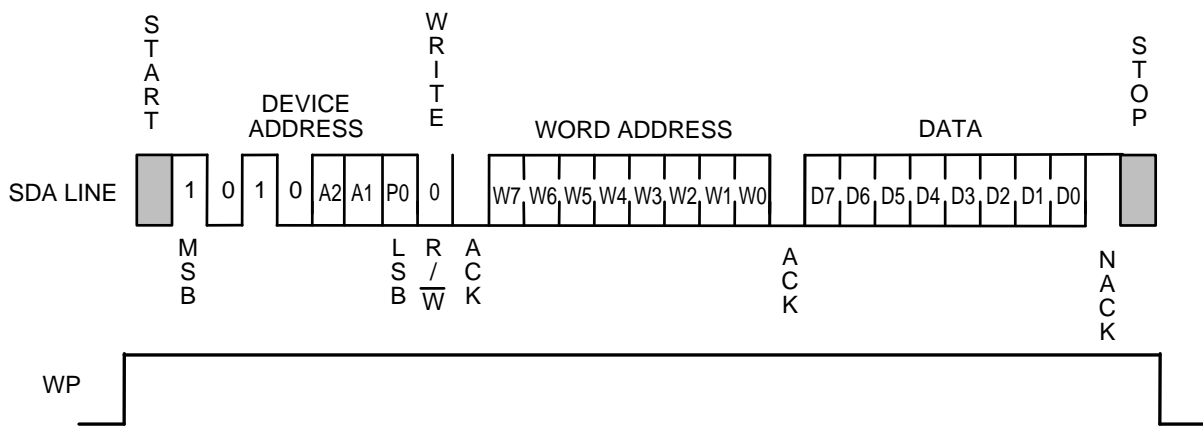 START
WRITE
STOP
DEVICE
ADDRESS
WORD ADDRESS
DATA
SDA LINE
1 0 1 0 A2 A1 P0 0
W7 W6 W5 W4 W3 W2 W1 W0
D7 D6 D5 D4 D3 D2 D1 D0
MSB
LSB
R/W
ACK
ACK
NACK
WP